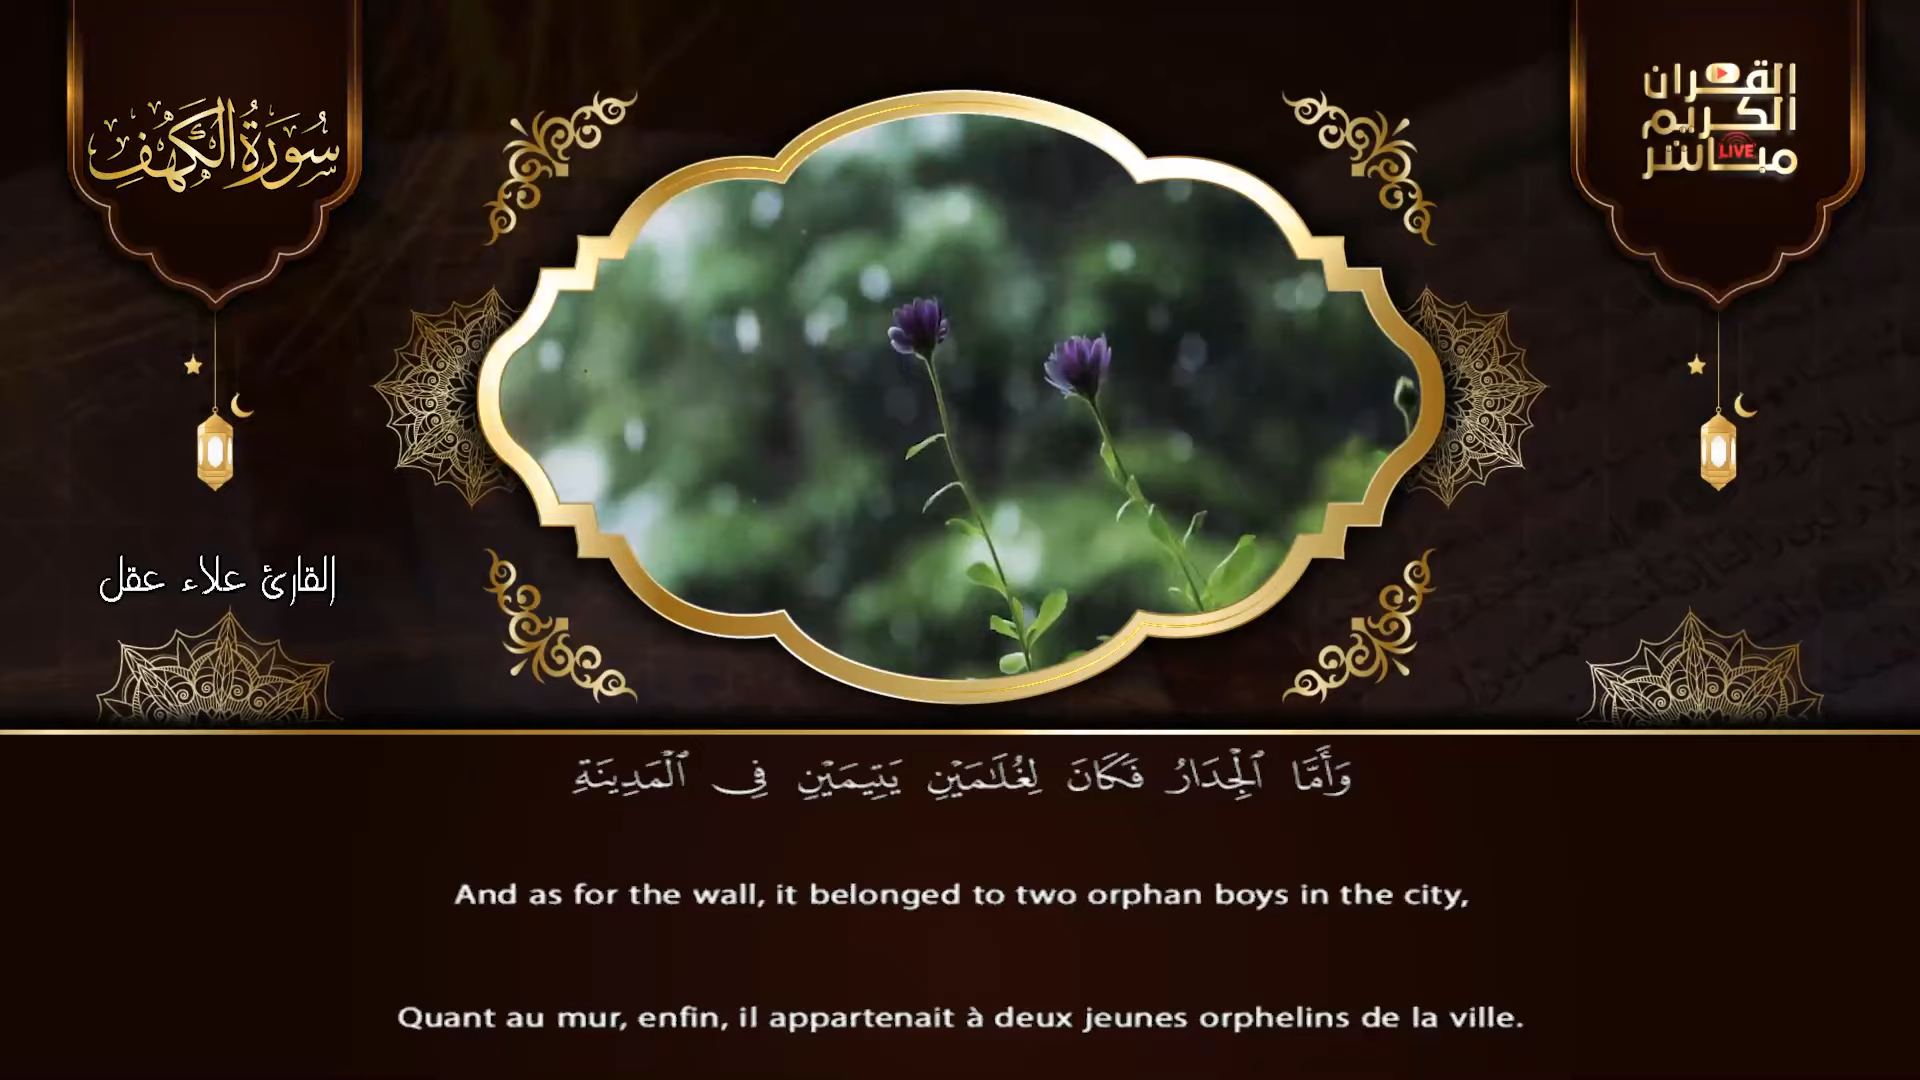 سُورَةُ الكَهْفِ
القرآن
الكريم
مباشر
LIVE
القارئ علاء عقل
وَأَمَّا ٱلْجِدَارُ فَكَانَ لِغُلَـٰمَيْنِ يَتِيمَيْنِ فِى ٱلْمَدِينَةِ
And as for the wall, it belonged to two orphan boys in the city,
Quant au mur, enfin, il appartenait à deux jeunes orphelins de la ville.